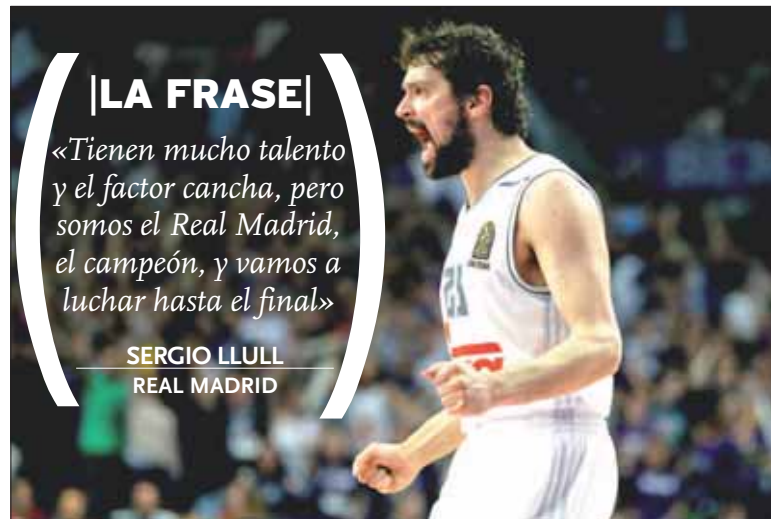 |LA FRASE|
«Tienen mucho talento
y el factor cancha, pero
somos el Real Madrid,
el campeón, y vamos a
luchar hasta el final»
SERGIO LLULL
REAL MADRID